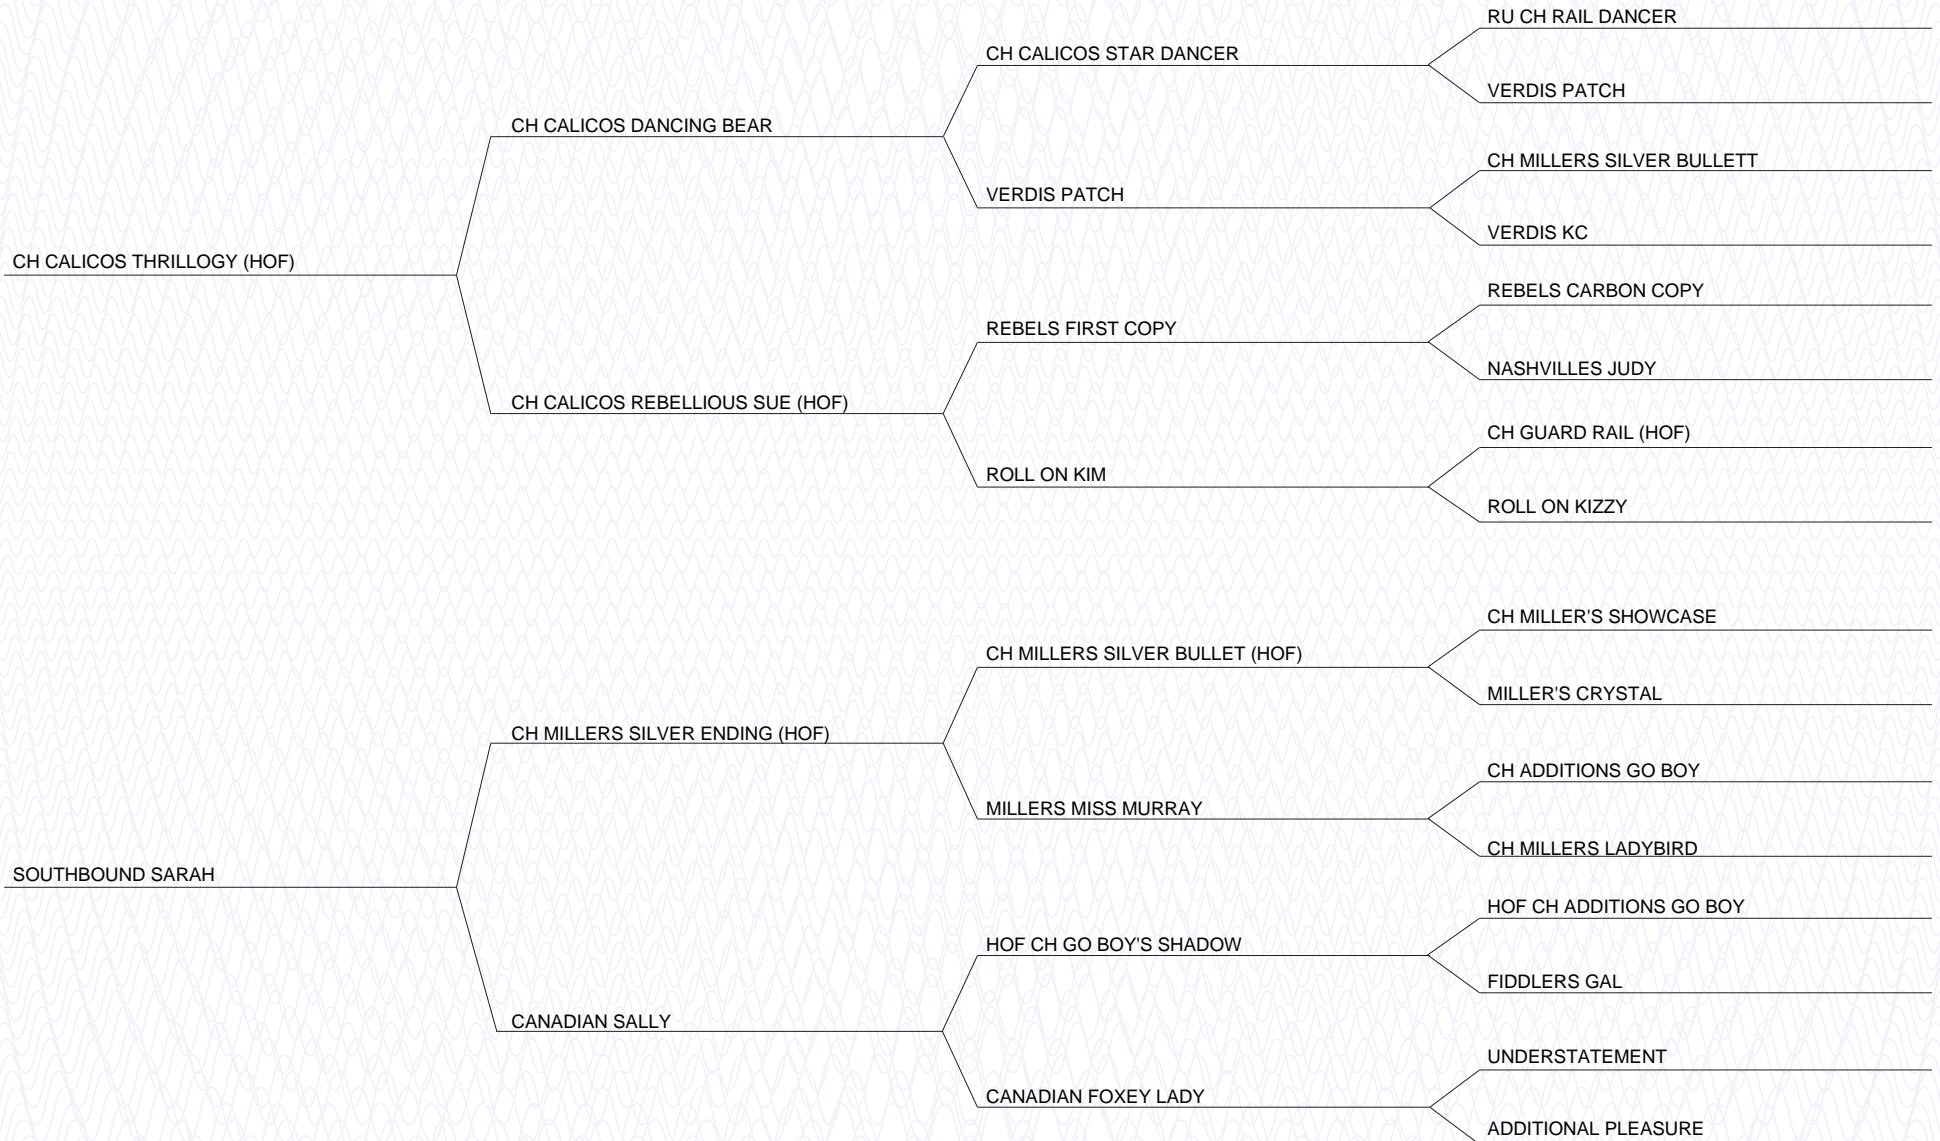 RU CH RAIL DANCER
CH CALICOS STAR DANCER
VERDIS PATCH
CH CALICOS DANCING BEAR
CH MILLERS SILVER BULLETT
VERDIS PATCH
VERDIS KC
CH CALICOS THRILLOGY (HOF)
REBELS CARBON COPY
REBELS FIRST COPY
NASHVILLES JUDY
CH CALICOS REBELLIOUS SUE (HOF)
CH GUARD RAIL (HOF)
ROLL ON KIM
ROLL ON KIZZY
CH MILLER'S SHOWCASE
CH MILLERS SILVER BULLET (HOF)
MILLER'S CRYSTAL
CH MILLERS SILVER ENDING (HOF)
CH ADDITIONS GO BOY
MILLERS MISS MURRAY
CH MILLERS LADYBIRD
SOUTHBOUND SARAH
HOF CH ADDITIONS GO BOY
HOF CH GO BOY'S SHADOW
FIDDLERS GAL
CANADIAN SALLY
UNDERSTATEMENT
CANADIAN FOXEY LADY
ADDITIONAL PLEASURE